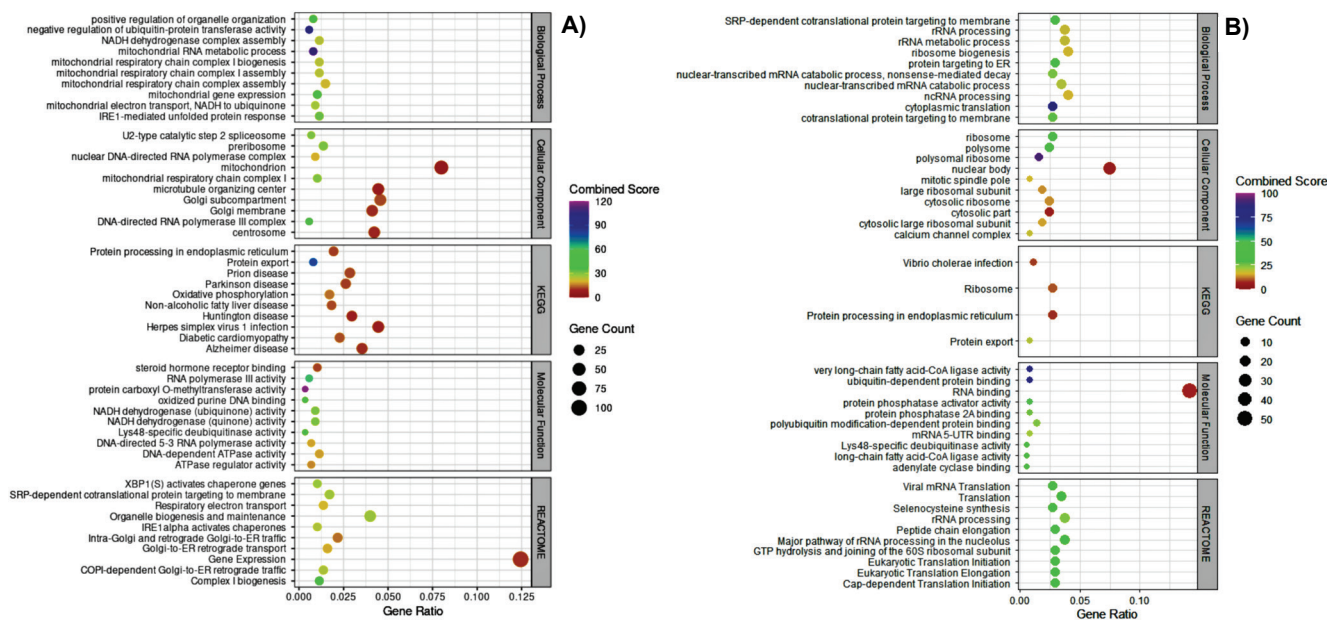 A)
positive regulation of organelle organization
negative regulation of ubiquitin-protein transferase activity
NADH dehydrogenase complex assembly
mitochondrial RNA metabolic process
mitochondrial respiratory chain complex I biogenesis
mitochondrial respiratory chain complex I assembly
mitochondrial respiratory chain complex assembly
mitochondrial gene expression
mitochondrial electron transport, NADH to ubiquinone
IRE1-mediated unfolded protein response
Biological Process
U2-type catalytic step 2 spliceosome
preribosome
nuclear DNA-directed RNA polymerase complex
mitochondrion
mitochondrial respiratory chain complex I
microtubule organizing center
Golgi subcompartment
Golgi membrane
DNA-directed RNA polymerase III complex
centrosome
Cellular Component
Protein processing in endoplasmic reticulum
Protein export
Prion disease
Parkinson disease
Oxidative phosphorylation
Non-alcoholic fatty liver disease
Huntington disease
Herpes simplex virus 1 infection
Diabetic cardiomyopathy
Alzheimer disease
KEGG
steroid hormone receptor binding
RNA polymerase III activity
protein carboxyl O-methyltransferase activity
oxidized purine DNA binding
NADH dehydrogenase (ubiquinone) activity
NADH dehydrogenase (quinone) activity
Lys48-specific deubiquitinase activity
DNA-directed 5-3 RNA polymerase activity
DNA-dependent ATPase activity
ATPase regulator activity
Molecular Function
XBP1(S) activates chaperone genes
SRP-dependent cotranslational protein targeting to membrane
Respiratory electron transport
Organelle biogenesis and maintenance
IRE1alpha activates chaperones
Intra-Golgi and retrograde Golgi-to-ER traffic
Golgi-to-ER retrograde transport
Gene Expression
COPI-dependent Golgi-to-ER retrograde traffic
Complex I biogenesis
REACTOME
0.000 0.025 0.050 0.075 0.100 0.125
Gene Ratio
Combined Score
120
90
60
30
0
Gene Count
25
50
75
100
B)
SRP-dependent cotranslational protein targeting to membrane
rRNA processing
rRNA metabolic process
ribosome biogenesis
protein targeting to ER
nuclear-transcribed mRNA catabolic process, nonsense-mediated decay
nuclear-transcribed mRNA catabolic process
ncRNA processing
cytoplasmic translation
cotranslational protein targeting to membrane
Biological Process
ribosome
polysome
polysomal ribosome
nuclear body
mitotic spindle pole
large ribosomal subunit
cytosolic ribosome
cytosolic part
cytosolic large ribosomal subunit
calcium channel complex
Cellular Component
Vibrio cholerae infection
Ribosome
Protein processing in endoplasmic reticulum
Protein export
KEGG
very long-chain fatty acid-CoA ligase activity
ubiquitin-dependent protein binding
RNA binding
protein phosphatase activator activity
protein phosphatase 2A binding
polyubiquitin modification-dependent protein binding
mRNA 5-UTR binding
Lys48-specific deubiquitinase activity
long-chain fatty acid-CoA ligase activity
adenylate cyclase binding
Molecular Function
Viral mRNA Translation
Translation
Selenocysteine synthesis
rRNA processing
Peptide chain elongation
Major pathway of rRNA processing in the nucleolus
GTP hydrolysis and joining of the 60S ribosomal subunit
Eukaryotic Translation Initiation
Eukaryotic Translation Elongation
Cap-dependent Translation Initiation
REACTOME
0.00 0.05 0.10
Gene Ratio
Combined Score
100
75
50
25
0
Gene Count
10
20
30
40
50